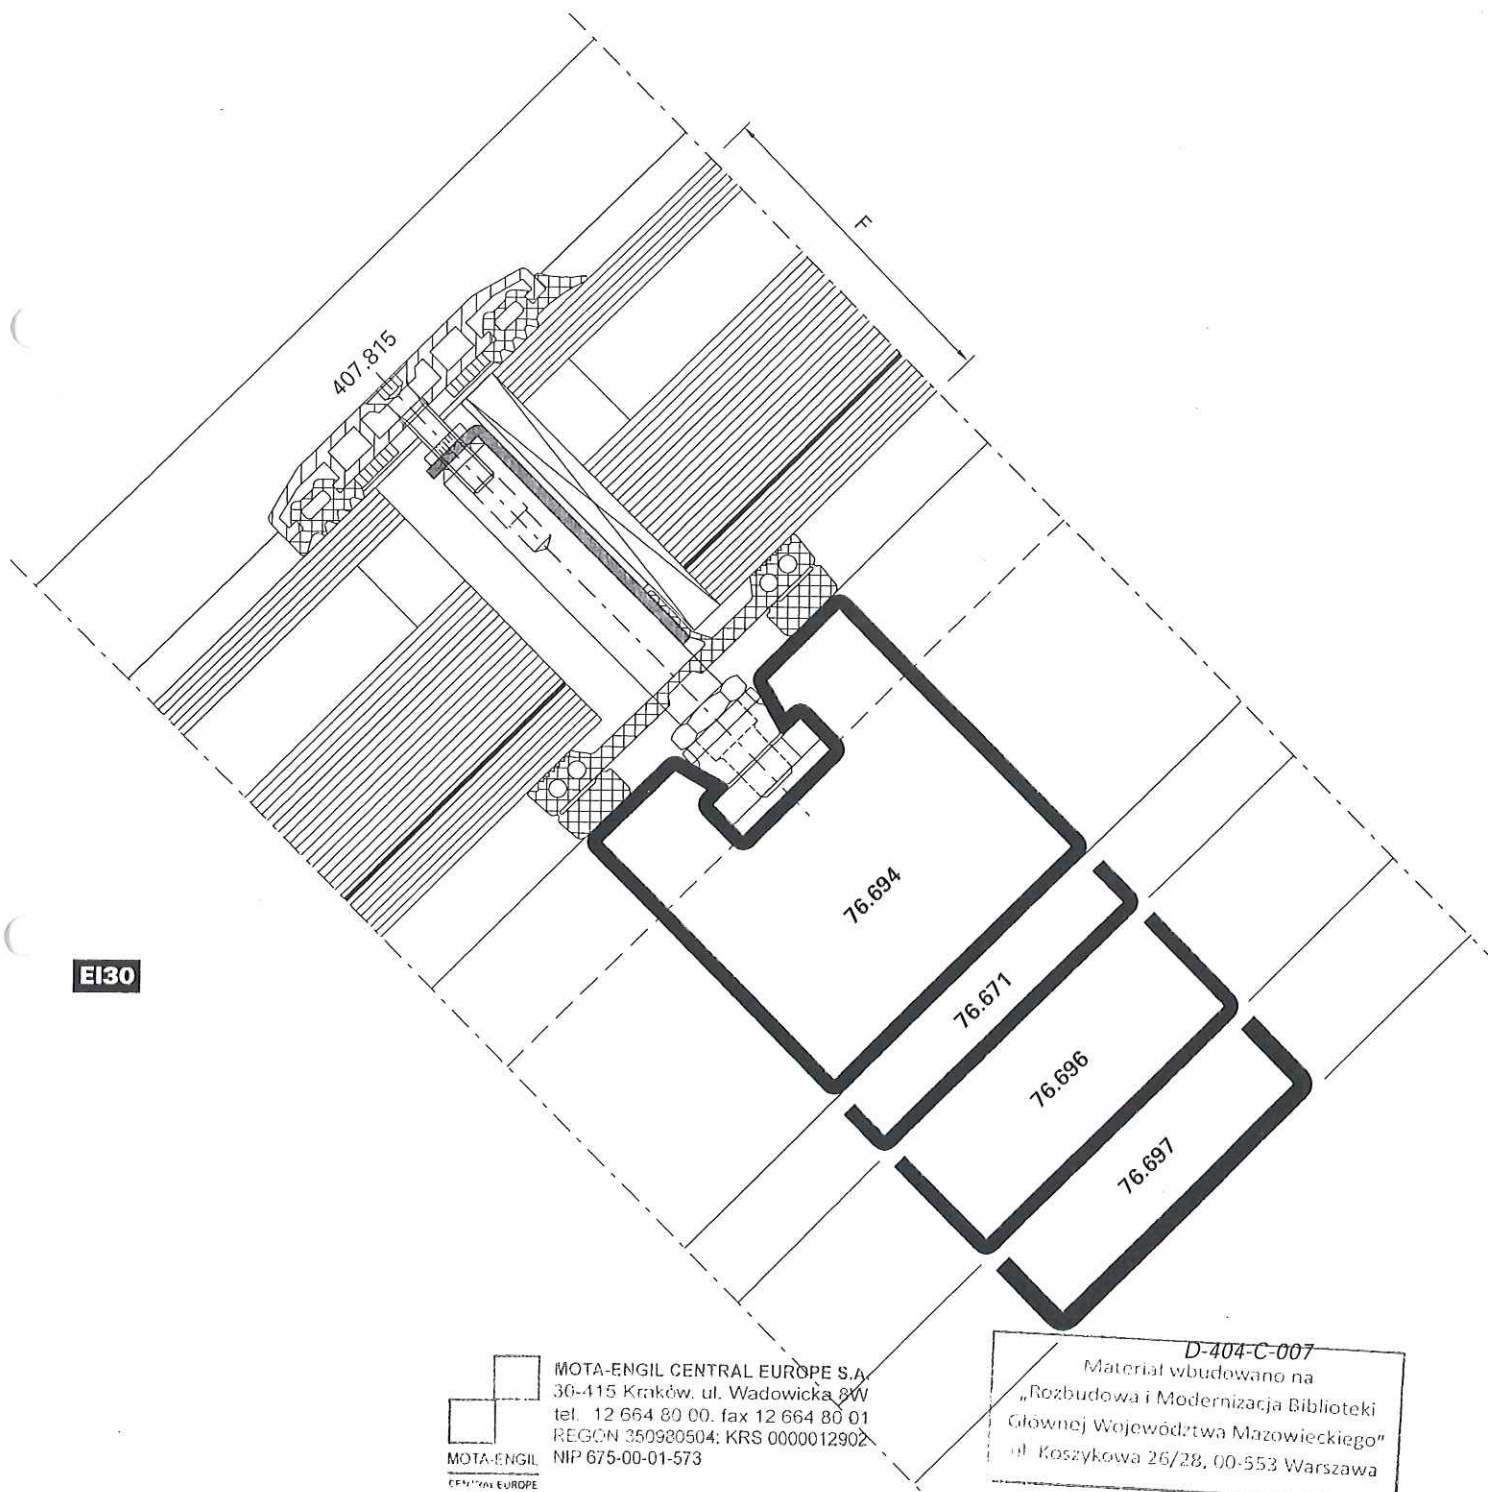 F
407.815
76.694
EI30
76.671
76.696
76.697
MOTA-ENGIL CENTRAL EUROPE S.A.
30-415 Kraków, ul. Wadowicka 8W
tel. 12 664 80 00, fax 12 664 80 01
REGON 350980504; KRS 0000012902
NIP 675-00-01-573
MOTA-ENGIL
CENTRAL EUROPE
D-404-C-007
Materiał wbudowano na
„Rozbudowa i Modernizacja Biblioteki
Głównej Województwa Mazowieckiego"
ul. Koszykowa 26/28, 00-553 Warszawa